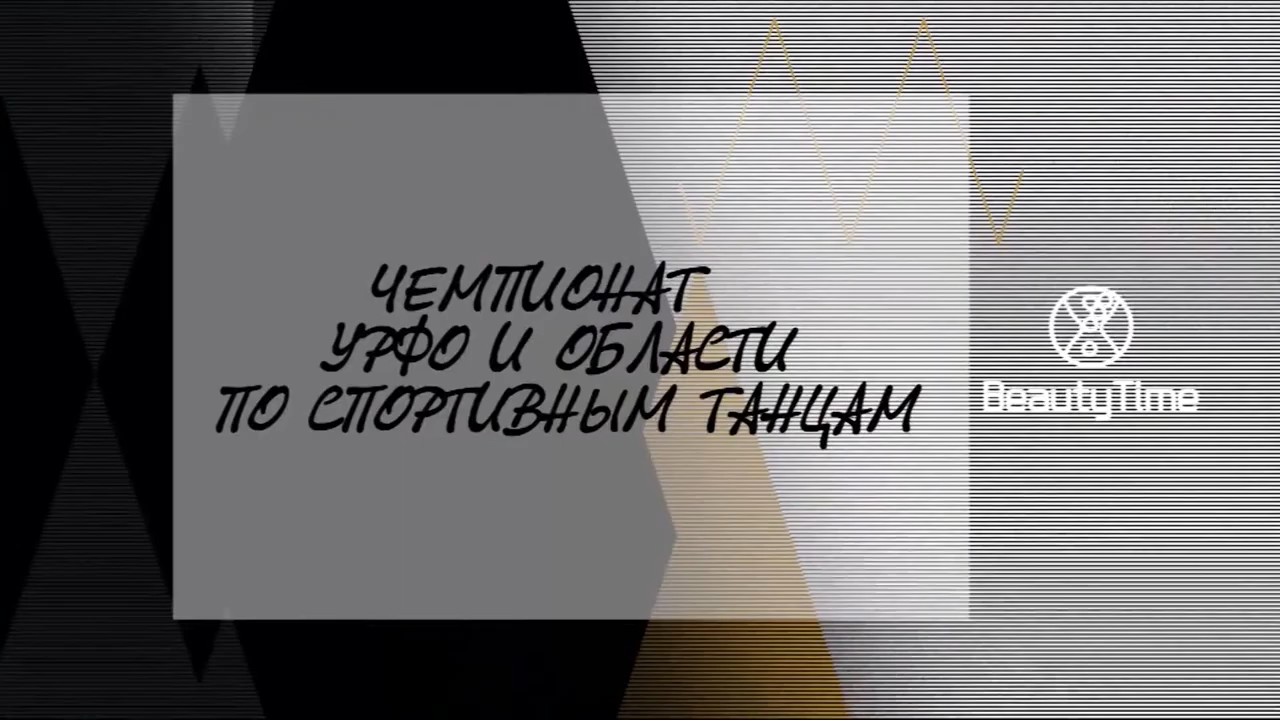 ЧЕМПИОНАТ
УРФО И ОБЛАСТИ
ПО СПОРТИВНЫМ ТАНЦАМ
BeautyTime